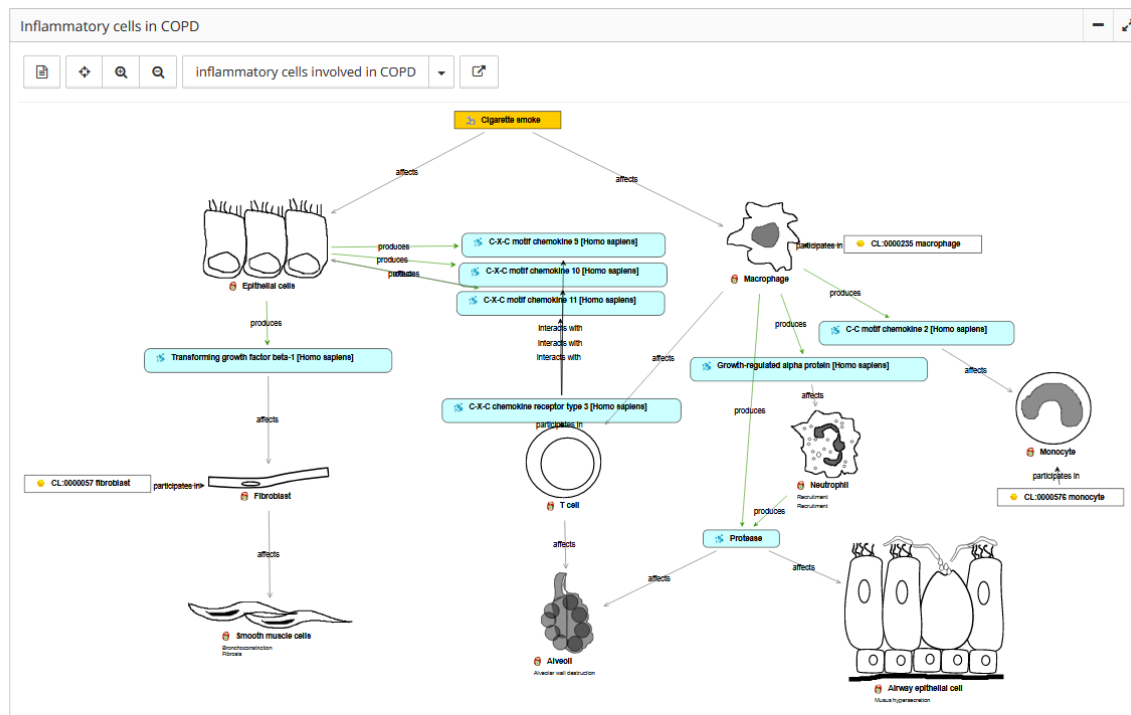 Inflammatory cells in COPD
inflammatory cells involved in COPD
Cigarette smoke
affects
affects
C-X-C motif chemokine 9 [Homo sapiens]
produces
participates in
CL:0000235 macrophage
produces
C-X-C motif chemokine 10 [Homo sapiens]
Macrophage
Epithelial cells
produces
C-X-C motif chemokine 11 [Homo sapiens]
produces
produces
Interacts with
C-C motif chemokine 2 [Homo sapiens]
Interacts with
Interacts with
Transforming growth factor beta-1 [Homo sapiens]
affects
Growth-regulated alpha protein [Homo sapiens]
affects
affects
C-X-C chemokine receptor type 3 [Homo sapiens]
produces
affects
participates in
Monocyte
participates in
CL:0000057 fibroblast
participates in
Fibroblast
T cell
Neutrophil
Recruitment
Recruitment
CL:0000576 monocyte
produces
Protease
affects
affects
affects
affects
Smooth muscle cells
Bronchoconstriction
Fibrosis
Alveoli
Alveolar wall destruction
Airway epithelial cell
Musus hypersecretion